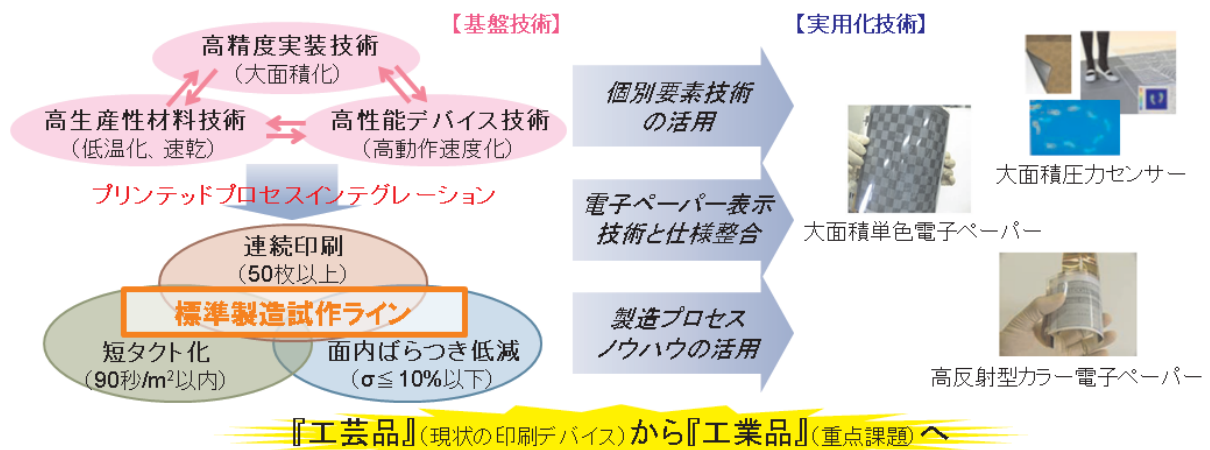 【基盤技術】
【実用化技術】
高精度実装技術
（大面積化）
高生産性材料技術
（低温化、速乾）
高性能デバイス技術
（高動作速度化）
プリンテッドプロセスインテグレーション
連続印刷
（50枚以上）
標準製造試作ライン
短タクト化
（90秒/m²以内）
面内ばらつき低減
（σ≦10%以下）
個別要素技術
の活用
電子ペーパー表示
技術と仕様整合
製造プロセス
ノウハウの活用
大面積圧力センサー
大面積単色電子ペーパー
高反射型カラー電子ペーパー
『工芸品』（現状の印刷デバイス）から『工業品』（重点課題）へ